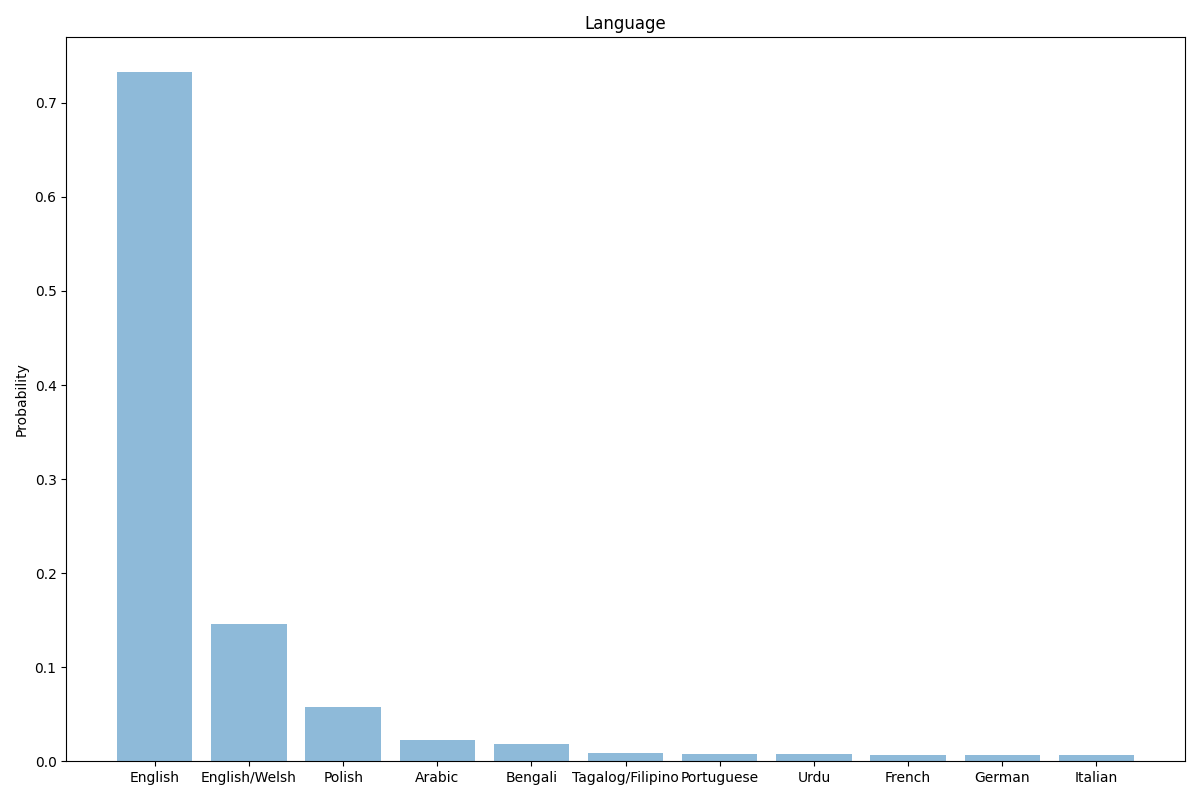 Language
Probability
0.7
0.6
0.5
0.4
0.3
0.2
0.1
0.0
English English/Welsh Polish Arabic Bengali Tagalog/Filipino Portuguese Urdu French German Italian